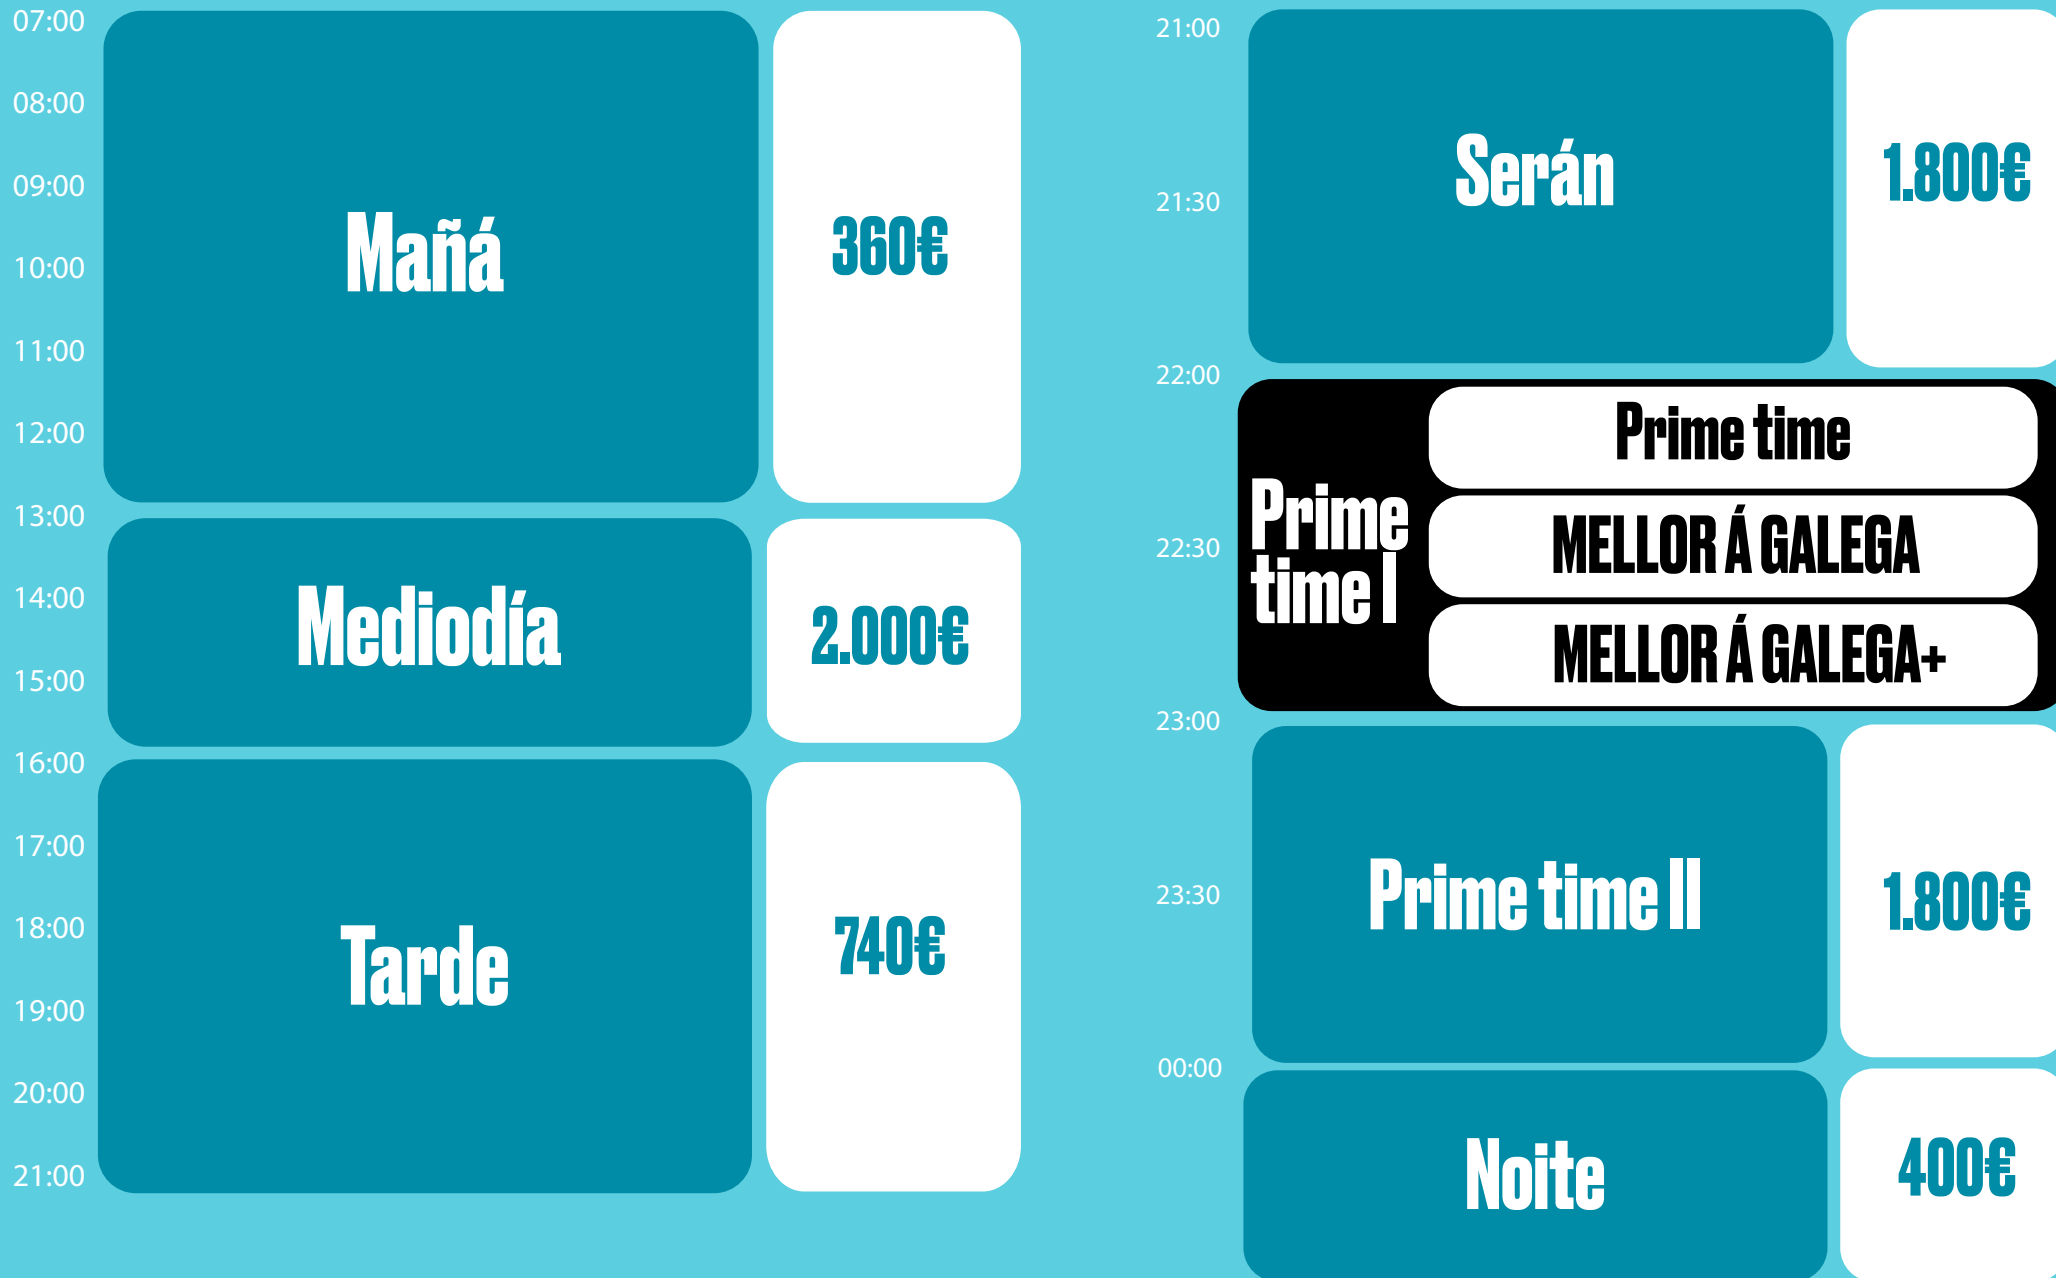 07:00
08:00
09:00
10:00
11:00
12:00
13:00
14:00
15:00
16:00
17:00
18:00
19:00
20:00
21:00
Mañá
360€
Mediodía
2.000€
Tarde
740€
21:00
21:30
22:00
22:30
23:00
23:30
00:00
Serán
1.800€
Prime
time I
Prime time
MELLOR Á GALEGA
MELLOR Á GALEGA+
Prime time II
1.800€
Noite
400€